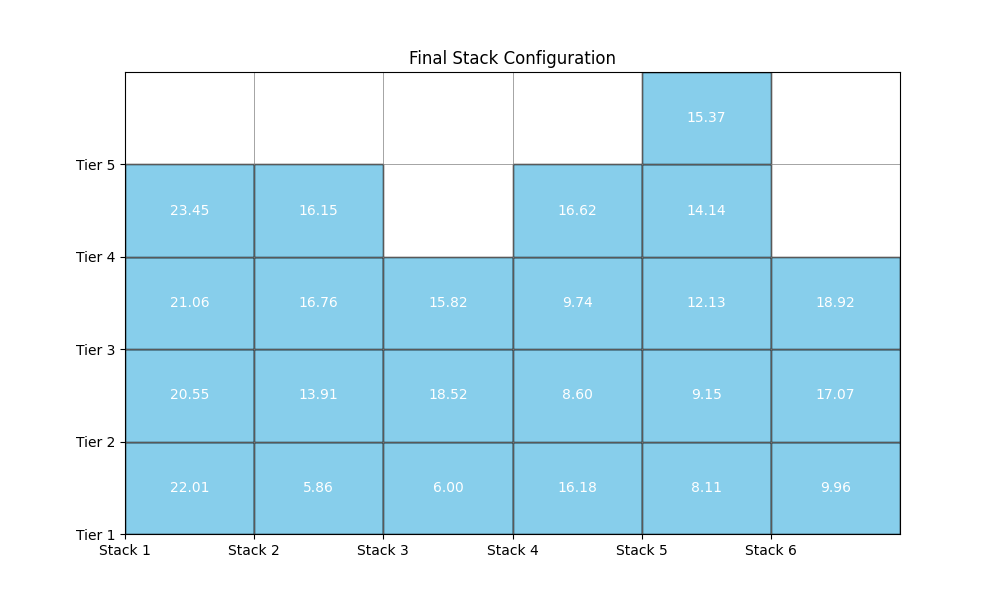 Final Stack Configuration
15.37
Tier 5
23.45 16.15 16.62 14.14
Tier 4
21.06 16.76 15.82 9.74 12.13 18.92
Tier 3
20.55 13.91 18.52 8.60 9.15 17.07
Tier 2
22.01 5.86 6.00 16.18 8.11 9.96
Tier 1
Stack 1 Stack 2 Stack 3 Stack 4 Stack 5 Stack 6